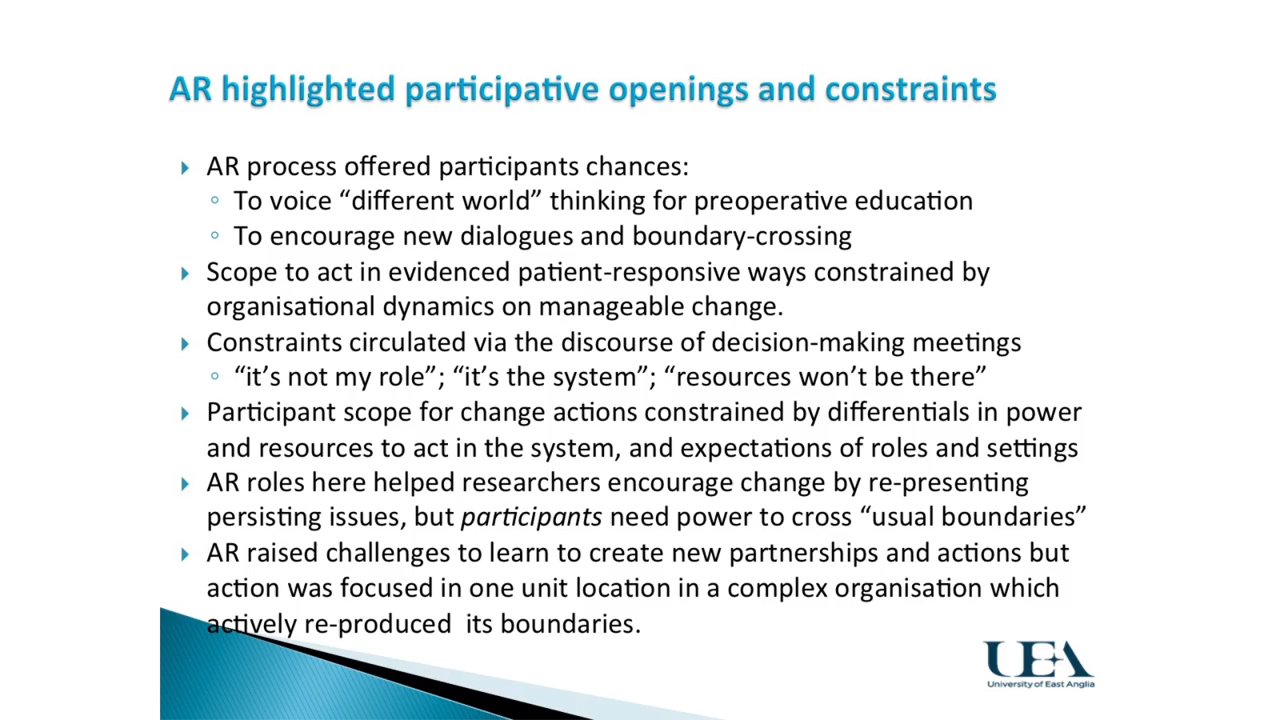 AR highlighted participative openings and constraints
AR process offered participants chances:
To voice “different world” thinking for preoperative education
To encourage new dialogues and boundary-crossing
Scope to act in evidenced patient-responsive ways constrained by
organisational dynamics on manageable change.
Constraints circulated via the discourse of decision-making meetings
“it’s not my role”; “it’s the system”; “resources won’t be there”
Participant scope for change actions constrained by differentials in power
and resources to act in the system, and expectations of roles and settings
AR roles here helped researchers encourage change by re-presenting
persisting issues, but participants need power to cross “usual boundaries”
AR raised challenges to learn to create new partnerships and actions but
action was focused in one unit location in a complex organisation which
actively re-produced  its boundaries.
UEA
University of East Anglia